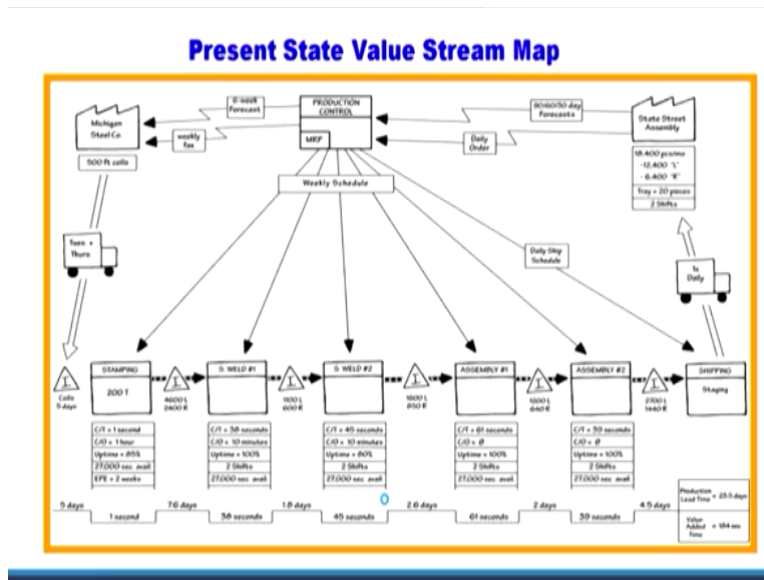 Present State Value Stream Map
Michigan
Steel Co.
500 ft coils
6-week
Forecast
weekly
fax
PRODUCTION
CONTROL
MRP
90/60/30 day
Forecasts
Daily
Order
State Street
Assembly
18,400 pcs/mo
-12,400 "L"
- 6,400 "R"
Tray = 20 pieces
2 Shifts
Weekly Schedule
Tues +
Thurs
Daily Ship
Schedule
1x
Daily
I
Coils
5 days
STAMPING
200 T
C/T = 1 second
C/O = 1 hour
Uptime = 85%
27,000 sec. avail
EPE = 2 weeks
I
4600 L
2400 R
S. WELD #1
C/T = 38 seconds
C/O = 10 minutes
Uptime = 100%
2 Shifts
27,000 sec. avail
I
1100 L
600 R
S. WELD #2
C/T = 45 seconds
C/O = 10 minutes
Uptime = 80%
2 Shifts
27,000 sec. avail
I
1600 L
850 R
ASSEMBLY #1
C/T = 61 seconds
C/O = 0
Uptime = 100%
2 Shifts
27,000 sec. avail
I
1200 L
640 R
ASSEMBLY #2
C/T = 39 seconds
C/O = 0
Uptime = 100%
2 Shifts
27,000 sec. avail
I
2700 L
1440 R
SHIPPING
Staging
5 days
1 second
7.6 days
38 seconds
1.8 days
45 seconds
2.6 days
61 seconds
2 days
39 seconds
4.5 days
Production
Lead Time = 23.5 days
Value
Added = 184 sec
Time